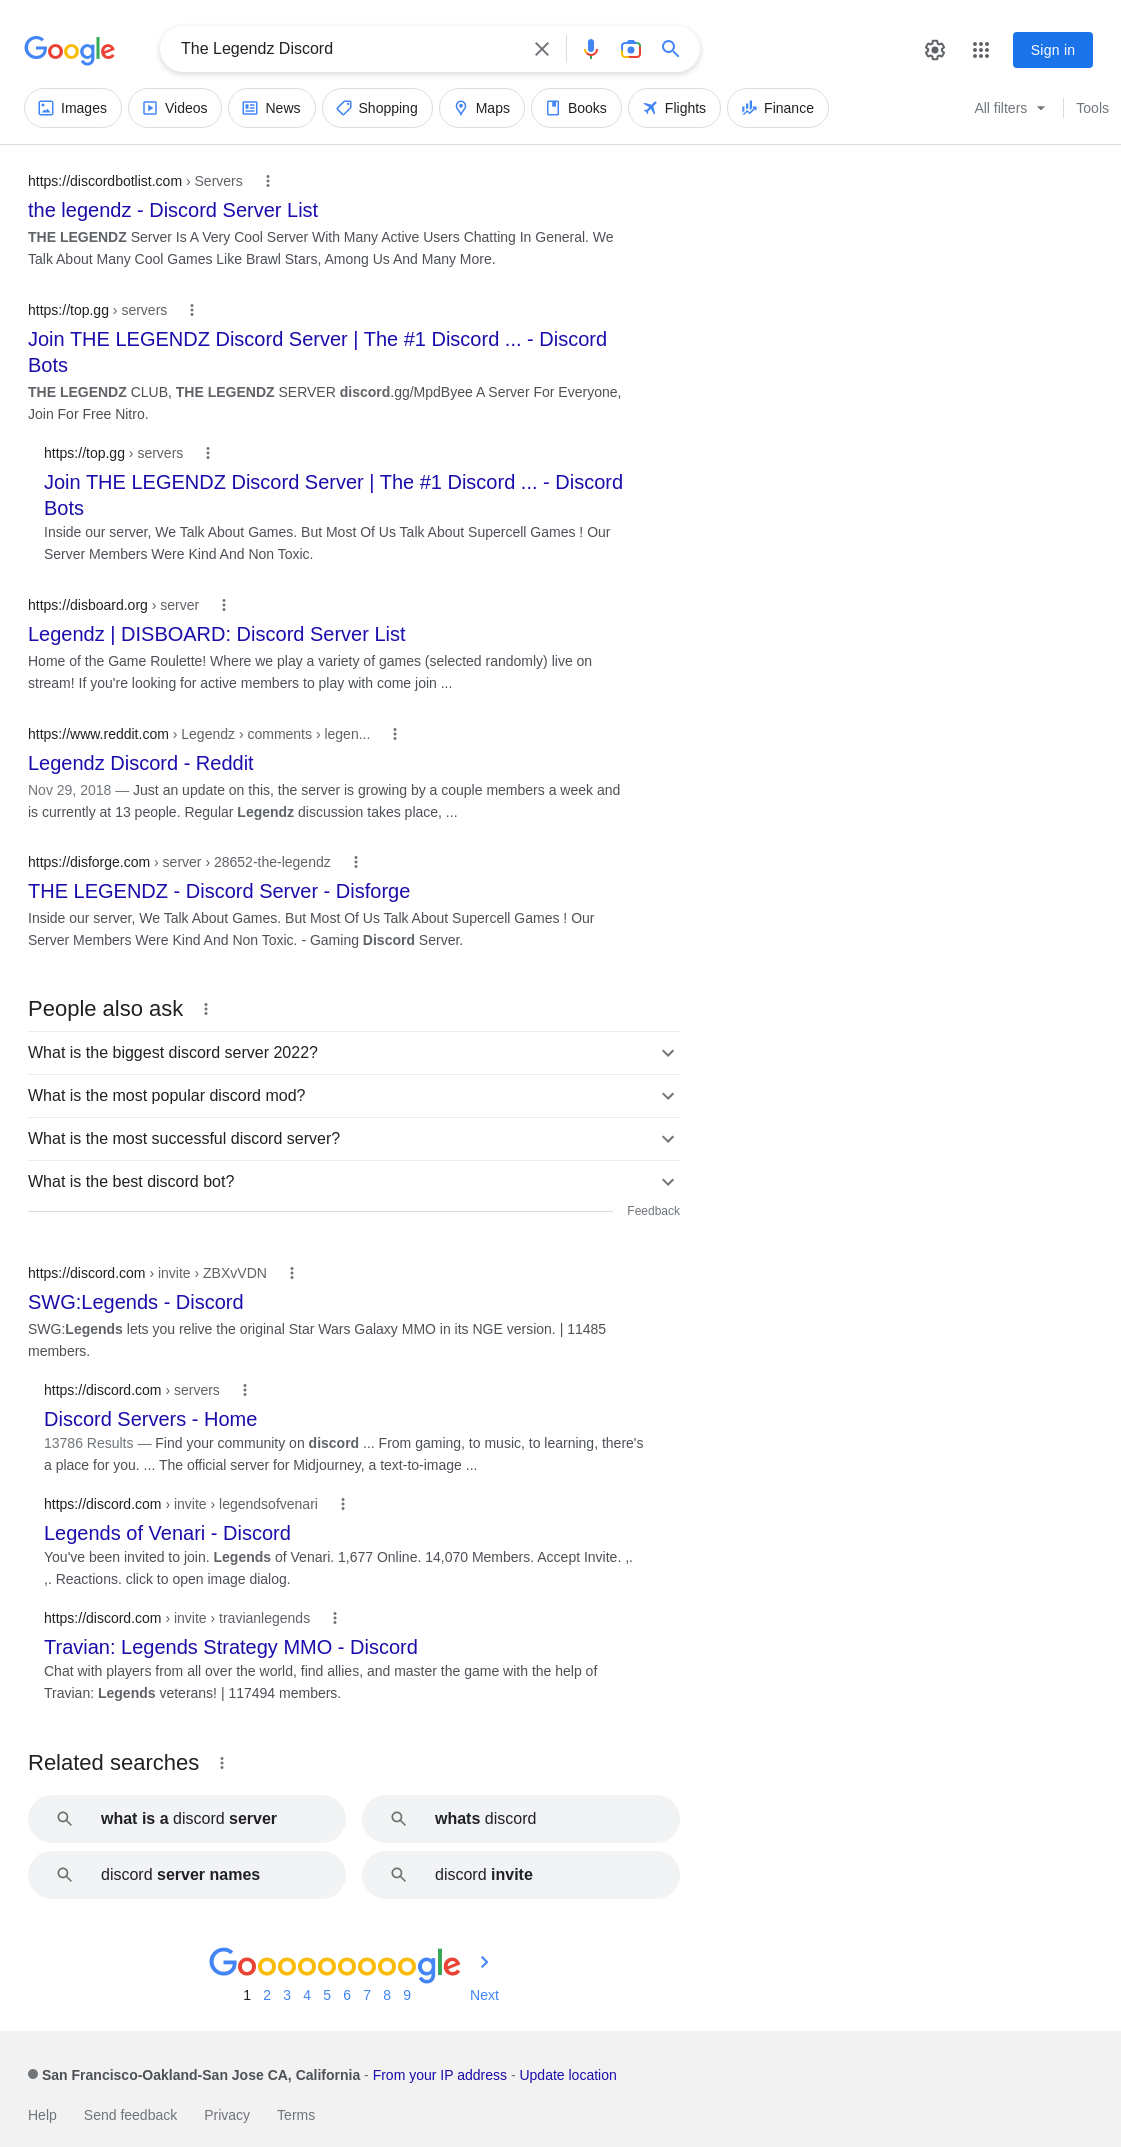 Google
The Legendz Discord
Sign in
Images
Videos
News
Shopping
Maps
Books
Flights
Finance
All filters
Tools
https://discordbotlist.com › Servers
the legendz - Discord Server List
THE LEGENDZ Server Is A Very Cool Server With Many Active Users Chatting In General. We
Talk About Many Cool Games Like Brawl Stars, Among Us And Many More.
https://top.gg › servers
Join THE LEGENDZ Discord Server | The #1 Discord ... - Discord
Bots
THE LEGENDZ CLUB, THE LEGENDZ SERVER discord.gg/MpdByee A Server For Everyone,
Join For Free Nitro.
https://top.gg › servers
Join THE LEGENDZ Discord Server | The #1 Discord ... - Discord
Bots
Inside our server, We Talk About Games. But Most Of Us Talk About Supercell Games ! Our
Server Members Were Kind And Non Toxic.
https://disboard.org › server
Legendz | DISBOARD: Discord Server List
Home of the Game Roulette! Where we play a variety of games (selected randomly) live on
stream! If you're looking for active members to play with come join ...
https://www.reddit.com › Legendz › comments › legen...
Legendz Discord - Reddit
Nov 29, 2018 — Just an update on this, the server is growing by a couple members a week and
is currently at 13 people. Regular Legendz discussion takes place, ...
https://disforge.com › server › 28652-the-legendz
THE LEGENDZ - Discord Server - Disforge
Inside our server, We Talk About Games. But Most Of Us Talk About Supercell Games ! Our
Server Members Were Kind And Non Toxic. - Gaming Discord Server.
People also ask
What is the biggest discord server 2022?
What is the most popular discord mod?
What is the most successful discord server?
What is the best discord bot?
Feedback
https://discord.com › invite › ZBXvVDN
SWG:Legends - Discord
SWG:Legends lets you relive the original Star Wars Galaxy MMO in its NGE version. | 11485
members.
https://discord.com › servers
Discord Servers - Home
13786 Results — Find your community on discord ... From gaming, to music, to learning, there's
a place for you. ... The official server for Midjourney, a text-to-image ...
https://discord.com › invite › legendsofvenari
Legends of Venari - Discord
You've been invited to join. Legends of Venari. 1,677 Online. 14,070 Members. Accept Invite. ,.
,. Reactions. click to open image dialog.
https://discord.com › invite › travianlegends
Travian: Legends Strategy MMO - Discord
Chat with players from all over the world, find allies, and master the game with the help of
Travian: Legends veterans! | 117494 members.
Related searches
what is a discord server
whats discord
discord server names
discord invite
Goooooooooogle
1 2 3 4 5 6 7 8 9 Next
San Francisco-Oakland-San Jose CA, California - From your IP address - Update location
Help Send feedback Privacy Terms